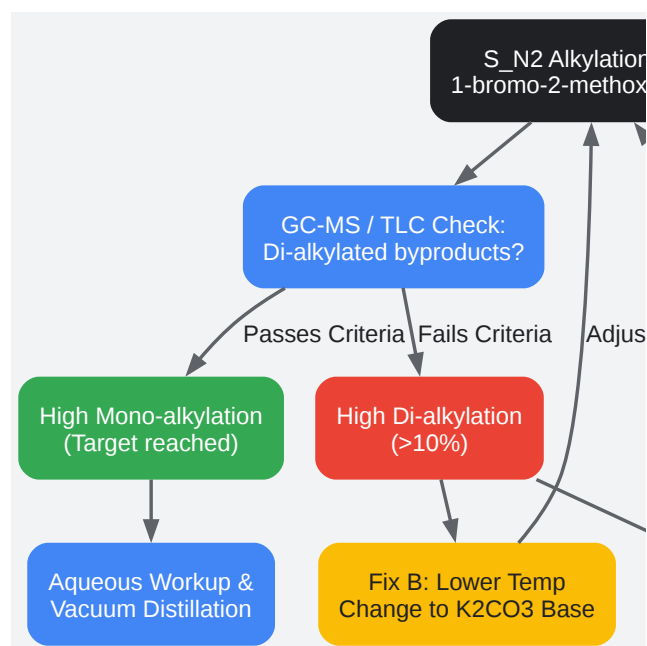 S_N2 Alkylation
1-bromo-2-methox
GC-MS / TLC Check:
Di-alkylated byproducts?
Passes Criteria
Fails Criteria
Adjus
High Mono-alkylation
(Target reached)
High Di-alkylation
(>10%)
Aqueous Workup &
Vacuum Distillation
Fix B: Lower Temp
Change to K2CO3 Base